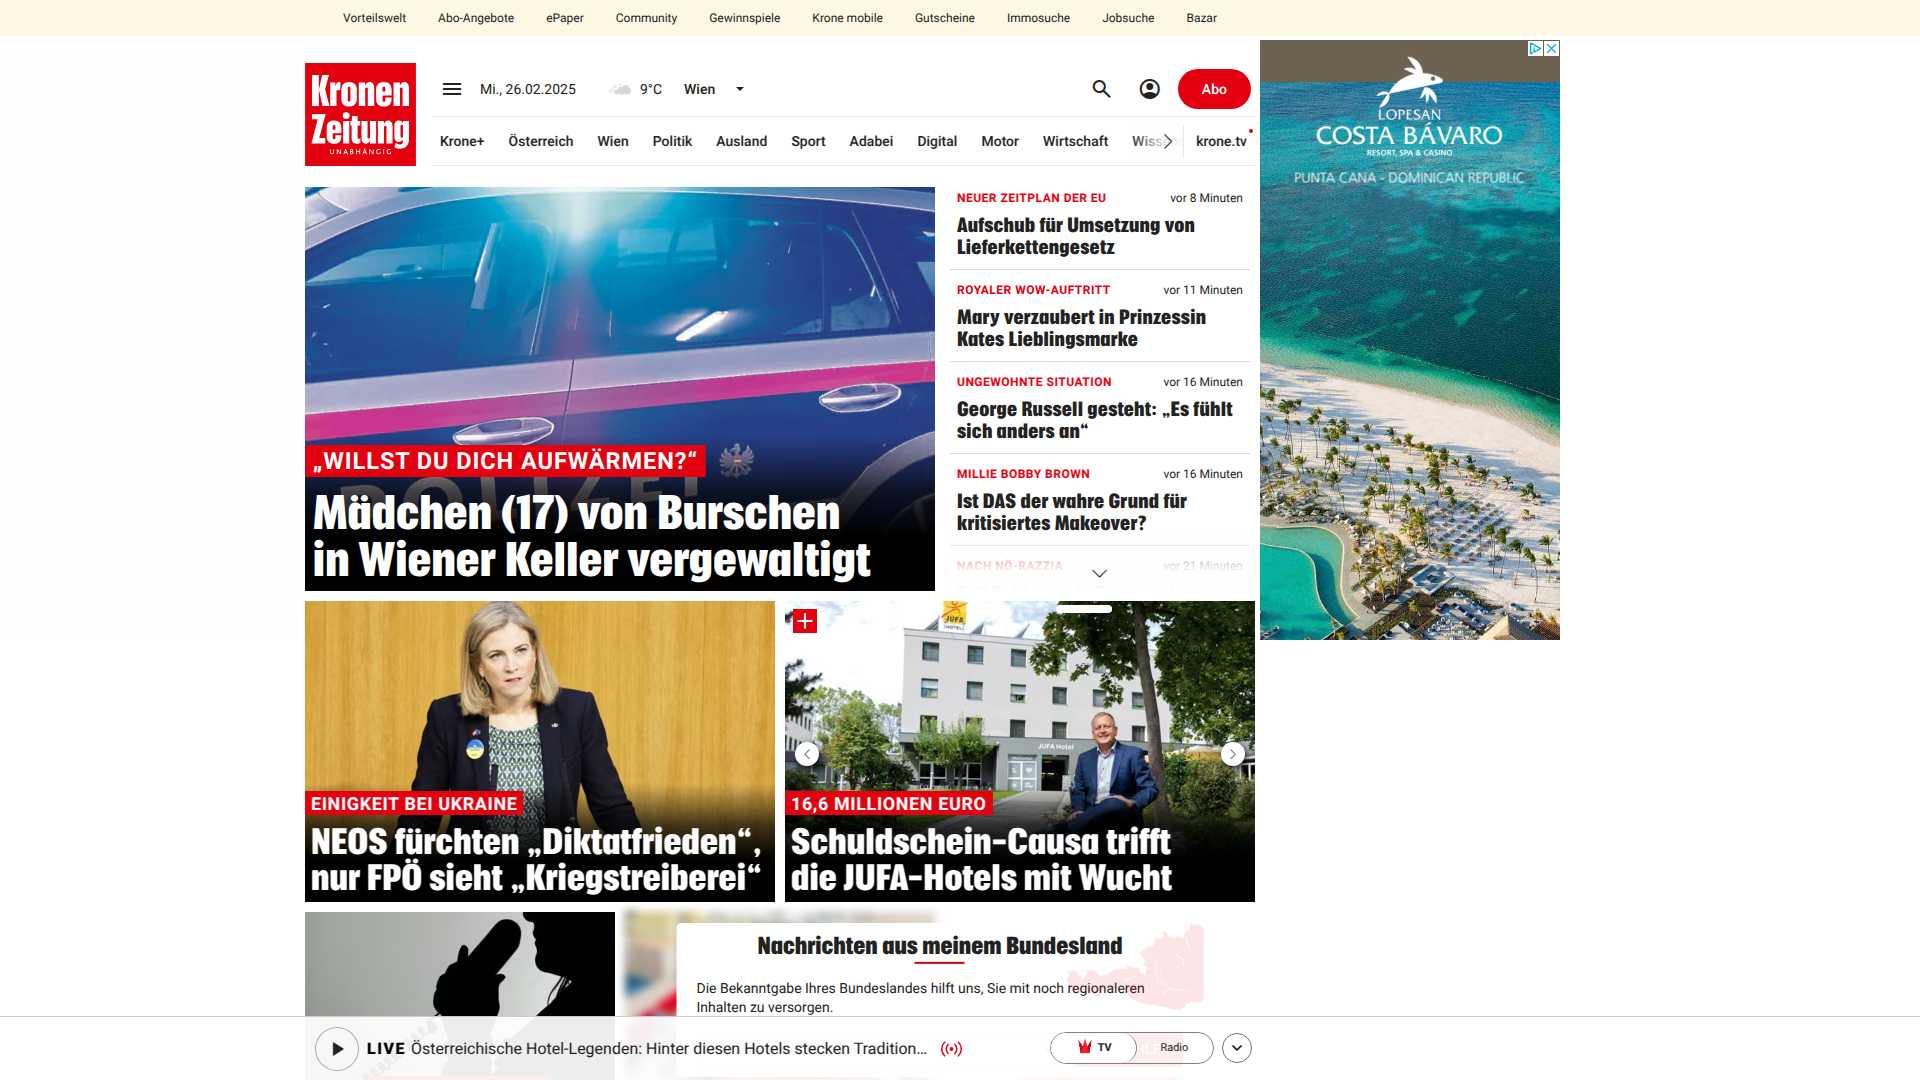 Vorteilswelt Abo-Angebote ePaper Community Gewinnspiele Krone mobile Gutscheine Immosuche Jobsuche Bazar
Kronen
Zeitung
UNABHÄNGIG
Mi., 26.02.2025 9°C Wien
Abo
Krone+ Österreich Wien Politik Ausland Sport Adabei Digital Motor Wirtschaft krone.tv
„WILLST DU DICH AUFWÄRMEN?“
Mädchen (17) von Burschen
in Wiener Keller vergewaltigt
NEUER ZEITPLAN DER EU vor 8 Minuten
Aufschub für Umsetzung von
Lieferkettengesetz
ROYALER WOW-AUFTRITT vor 11 Minuten
Mary verzaubert in Prinzessin
Kates Lieblingsmarke
UNGEWOHNTE SITUATION vor 16 Minuten
George Russell gesteht: „Es fühlt
sich anders an“
MILLIE BOBBY BROWN vor 16 Minuten
Ist DAS der wahre Grund für
kritisiertes Makeover?
NACH NÖ-RAZZIA vor 21 Minuten
LOPESAN
COSTA BÁVARO
RESORT, SPA & CASINO
PUNTA CANA - DOMINICAN REPUBLIC
EINIGKEIT BEI UKRAINE
NEOS fürchten „Diktatfrieden“,
nur FPÖ sieht „Kriegstreiberei“
JUFA
JUFA Hotel
16,6 MILLIONEN EURO
Schuldschein-Causa trifft
die JUFA-Hotels mit Wucht
Nachrichten aus meinem Bundesland
Die Bekanntgabe Ihres Bundeslandes hilft uns, Sie mit noch regionaleren
Inhalten zu versorgen.
LIVE Österreichische Hotel-Legenden: Hinter diesen Hotels stecken Tradition...
TV Radio